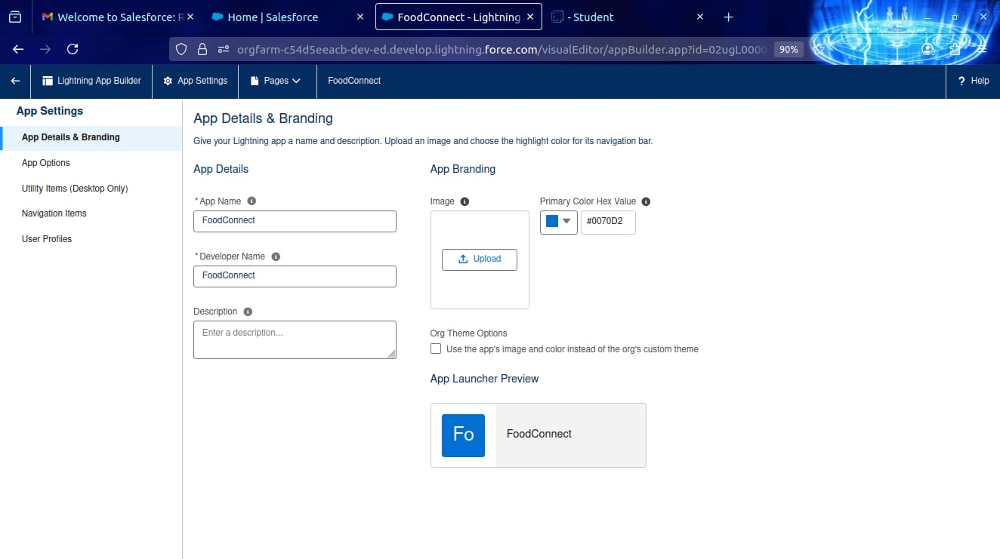 Welcome to Salesforce: R
Home | Salesforce
FoodConnect - Lightning
- Student
orgfarm-c54d5eeacb-dev-ed.develop.lightning.force.com/visualEditor/appBuilder.app?id=02ugL0000
90%
Lightning App Builder
App Settings
Pages
FoodConnect
? Help
App Settings
App Details & Branding
App Options
Utility Items (Desktop Only)
Navigation Items
User Profiles
App Details & Branding
Give your Lightning app a name and description. Upload an image and choose the highlight color for its navigation bar.
App Details
*App Name
FoodConnect
*Developer Name
FoodConnect
Description
Enter a description...
App Branding
Image
Upload
Primary Color Hex Value
#0070D2
Org Theme Options
Use the app's image and color instead of the org's custom theme
App Launcher Preview
Fo
FoodConnect